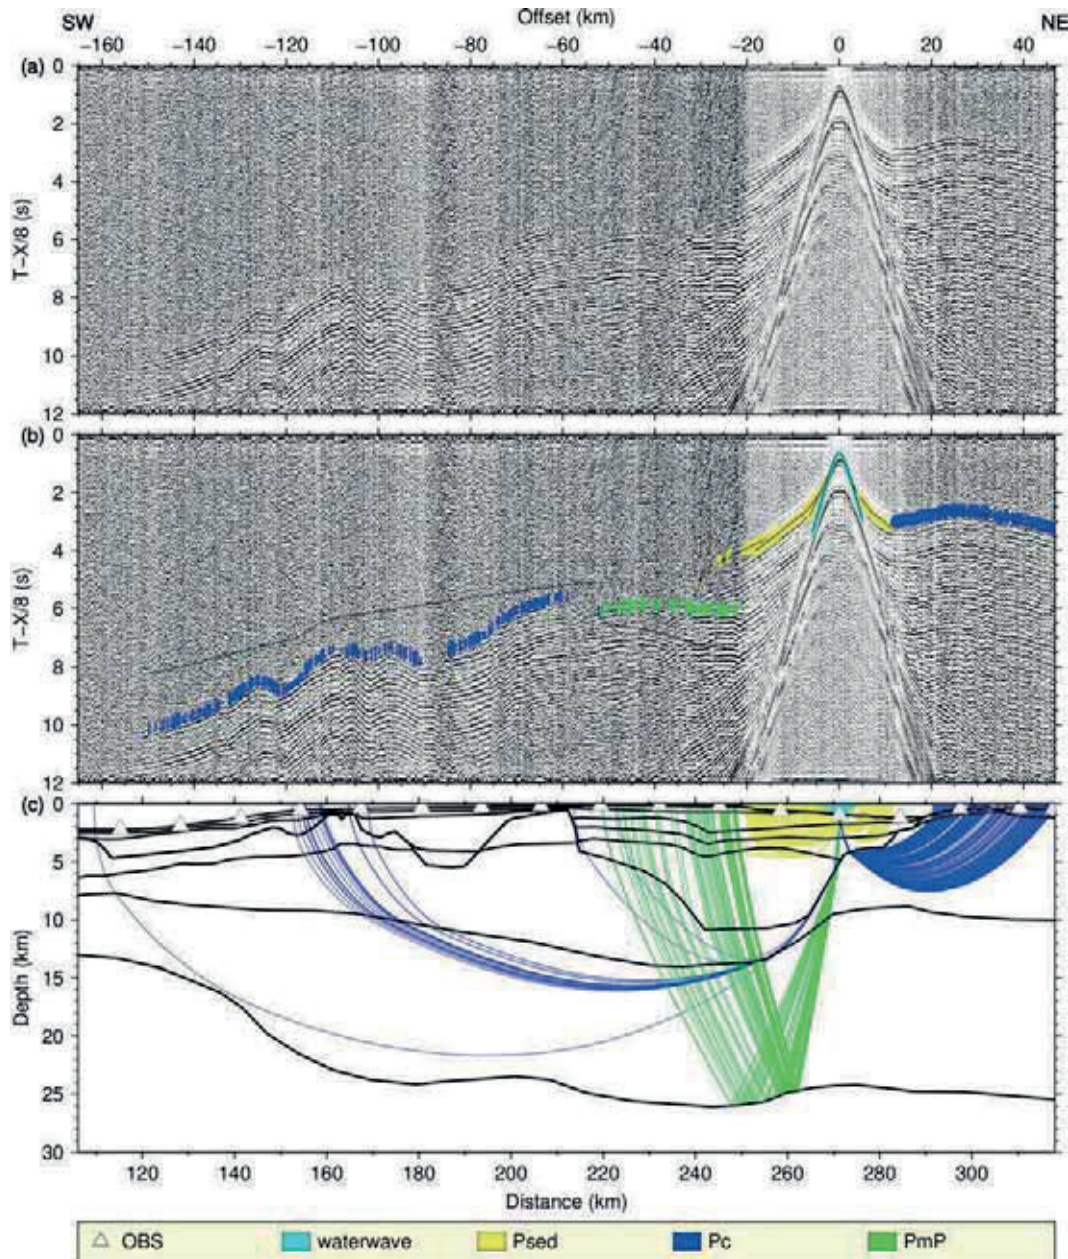 Offset (km)
SW NE
−160 −140 −120 −100 −80 −60 −40 −20 0 20 40
(a)
0
2
4
6
8
10
12
T−X/8 (s)
(b)
0
2
4
6
8
10
12
T−X/8 (s)
(c)
0
5
10
15
20
25
30
Depth (km)
120 140 160 180 200 220 240 260 280 300
Distance (km)
OBS waterwave Psed Pc PmP